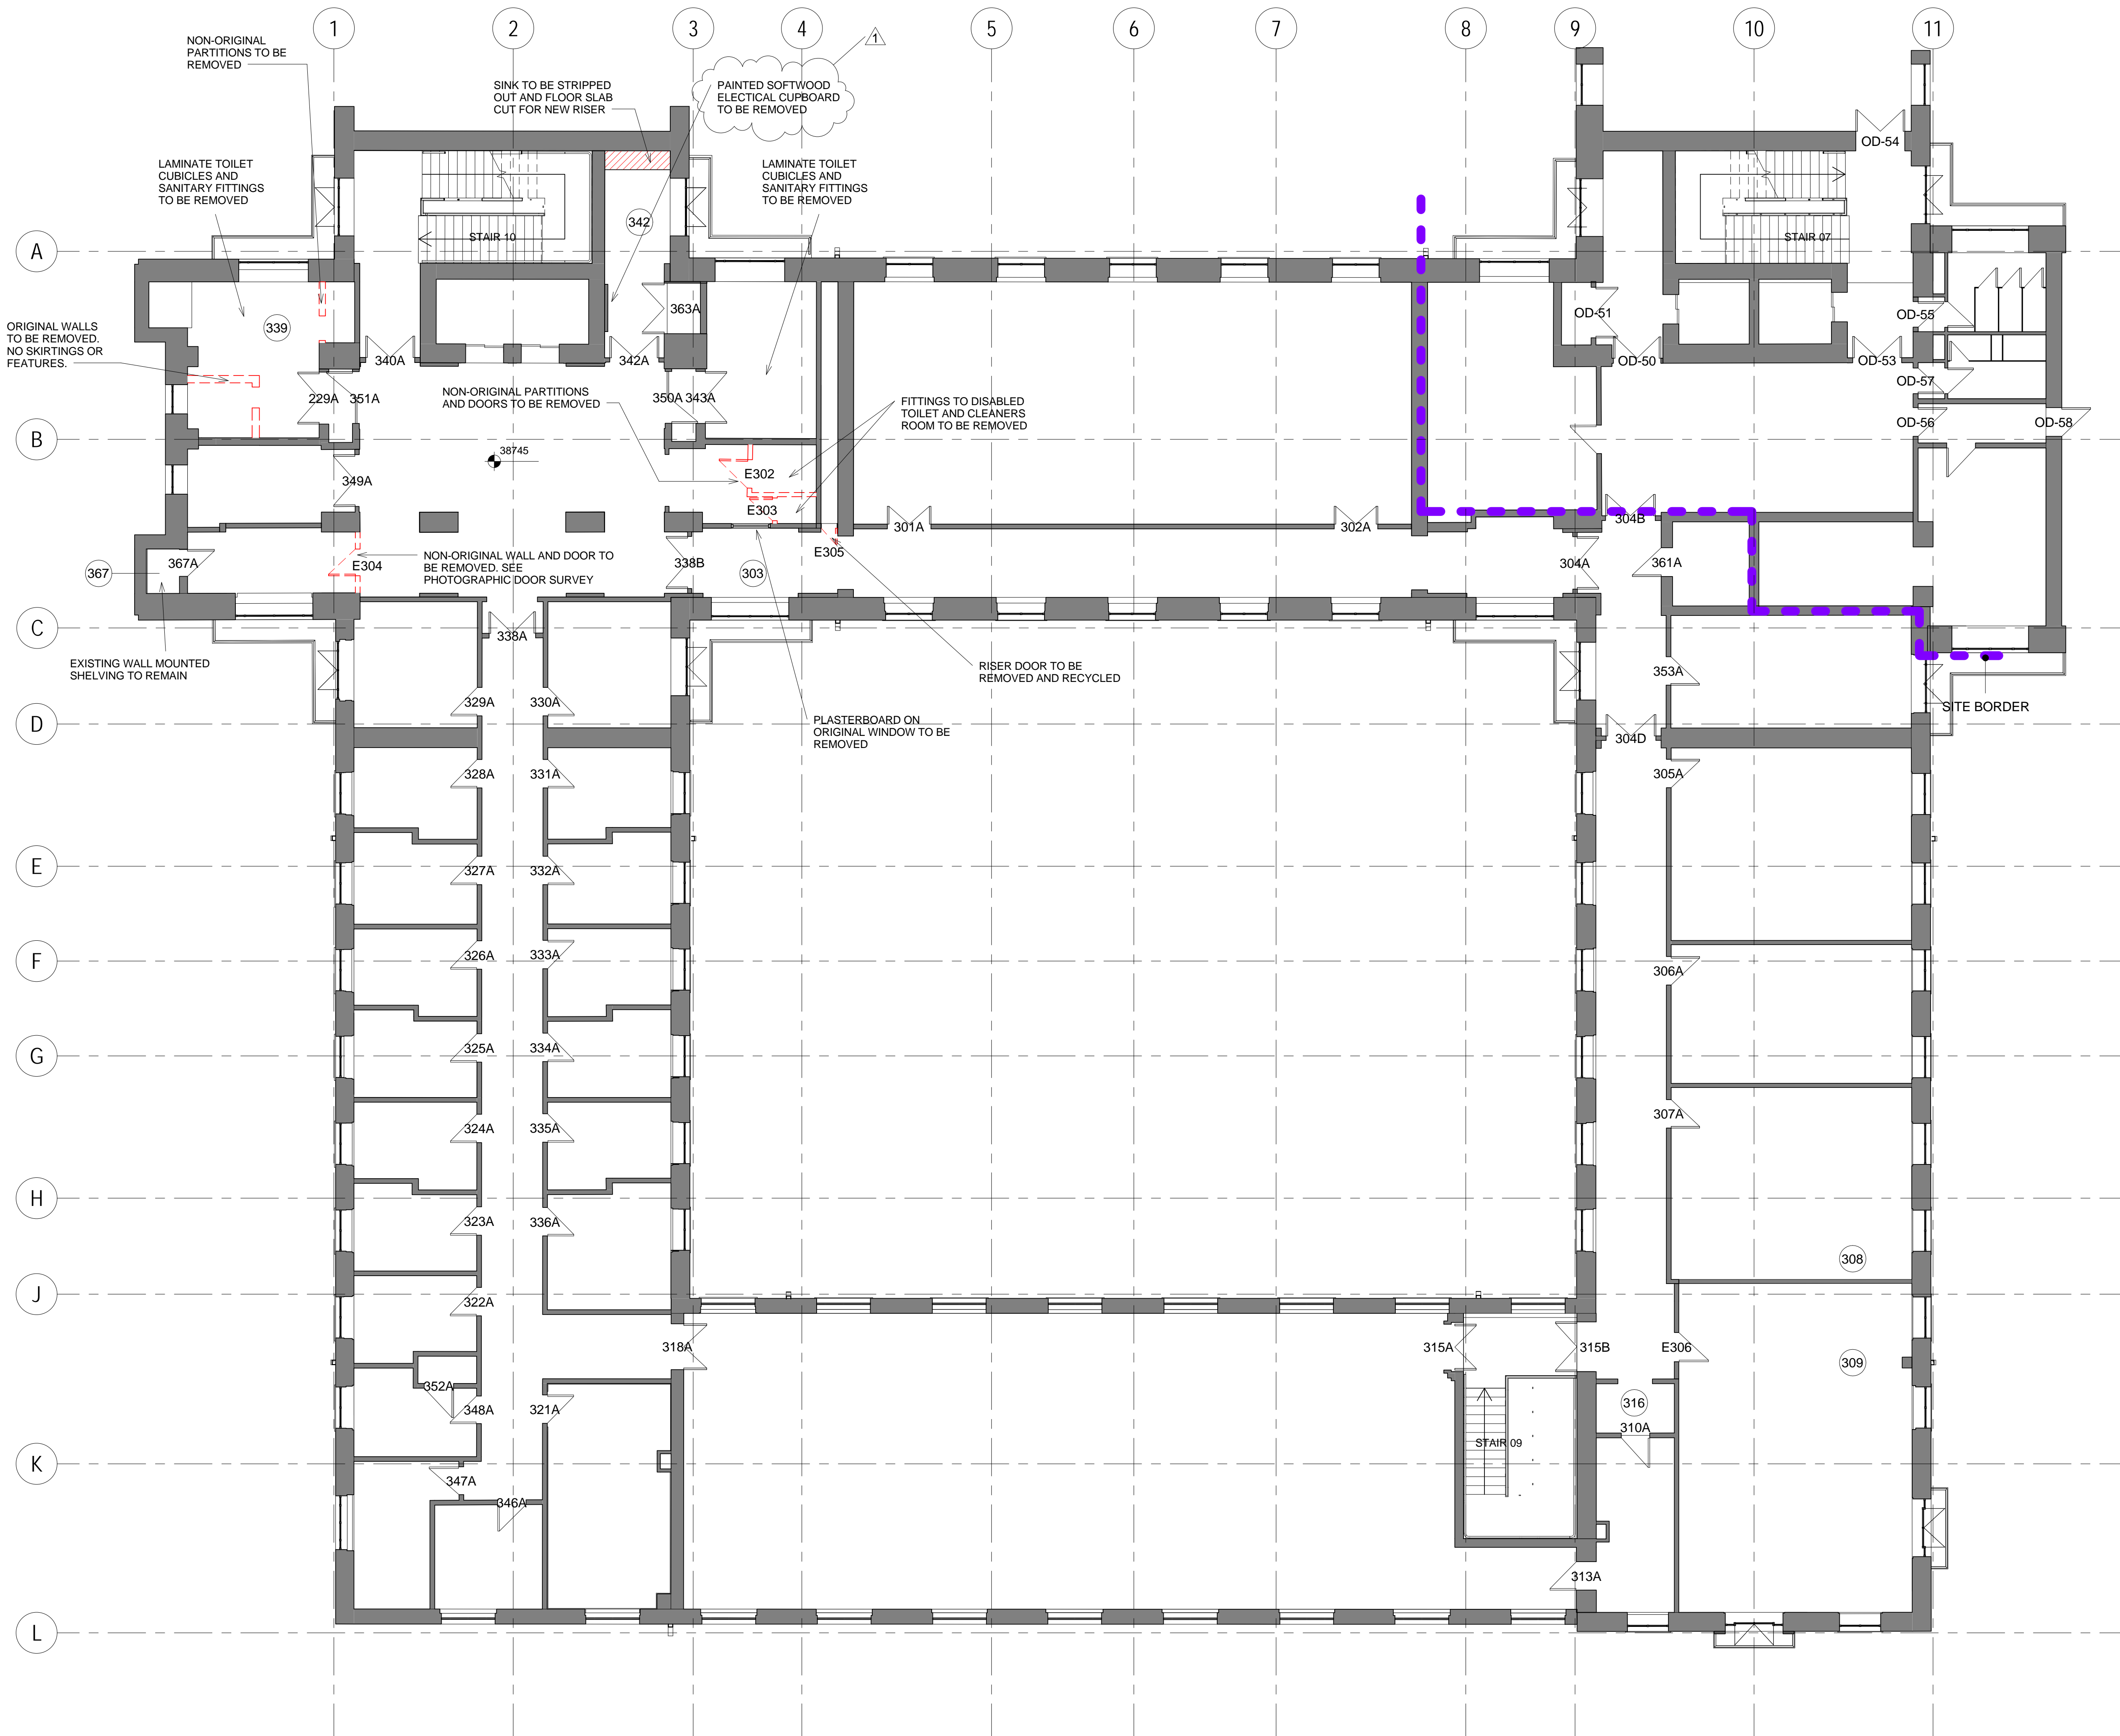 1
2
3
4
5
6
7
8
9
10
11
1
NON-ORIGINAL
PARTITIONS TO BE
REMOVED
SINK TO BE STRIPPED
OUT AND FLOOR SLAB
CUT FOR NEW RISER
PAINTED SOFTWOOD
ELECTICAL CUPBOARD
TO BE REMOVED
OD-54
LAMINATE TOILET
CUBICLES AND
SANITARY FITTINGS
TO BE REMOVED
LAMINATE TOILET
CUBICLES AND
SANITARY FITTINGS
TO BE REMOVED
342
STAIR 10
STAIR 07
A
363A
OD-51
OD-55
339
ORIGINAL WALLS
TO BE REMOVED.
NO SKIRTINGS OR
FEATURES.
340A
342A
OD-50
OD-53
OD-57
229A
351A
NON-ORIGINAL PARTITIONS
AND DOORS TO BE REMOVED
350A
343A
FITTINGS TO DISABLED
TOILET AND CLEANERS
ROOM TO BE REMOVED
OD-56
OD-58
B
38745
E302
349A
E303
301A
302A
304B
E305
367
367A
E304
NON-ORIGINAL WALL AND DOOR TO
BE REMOVED. SEE
PHOTOGRAPHIC DOOR SURVEY
338B
303
304A
361A
C
338A
EXISTING WALL MOUNTED
SHELVING TO REMAIN
RISER DOOR TO BE
REMOVED AND RECYCLED
353A
329A
330A
SITE BORDER
D
PLASTERBOARD ON
ORIGINAL WINDOW TO BE
REMOVED
304D
328A
331A
305A
E
327A
332A
F
326A
333A
306A
G
325A
334A
324A
335A
307A
H
323A
336A
308
J
322A
318A
315A
315B
E306
309
352A
348A
321A
316
310A
K
STAIR 09
347A
346A
313A
L